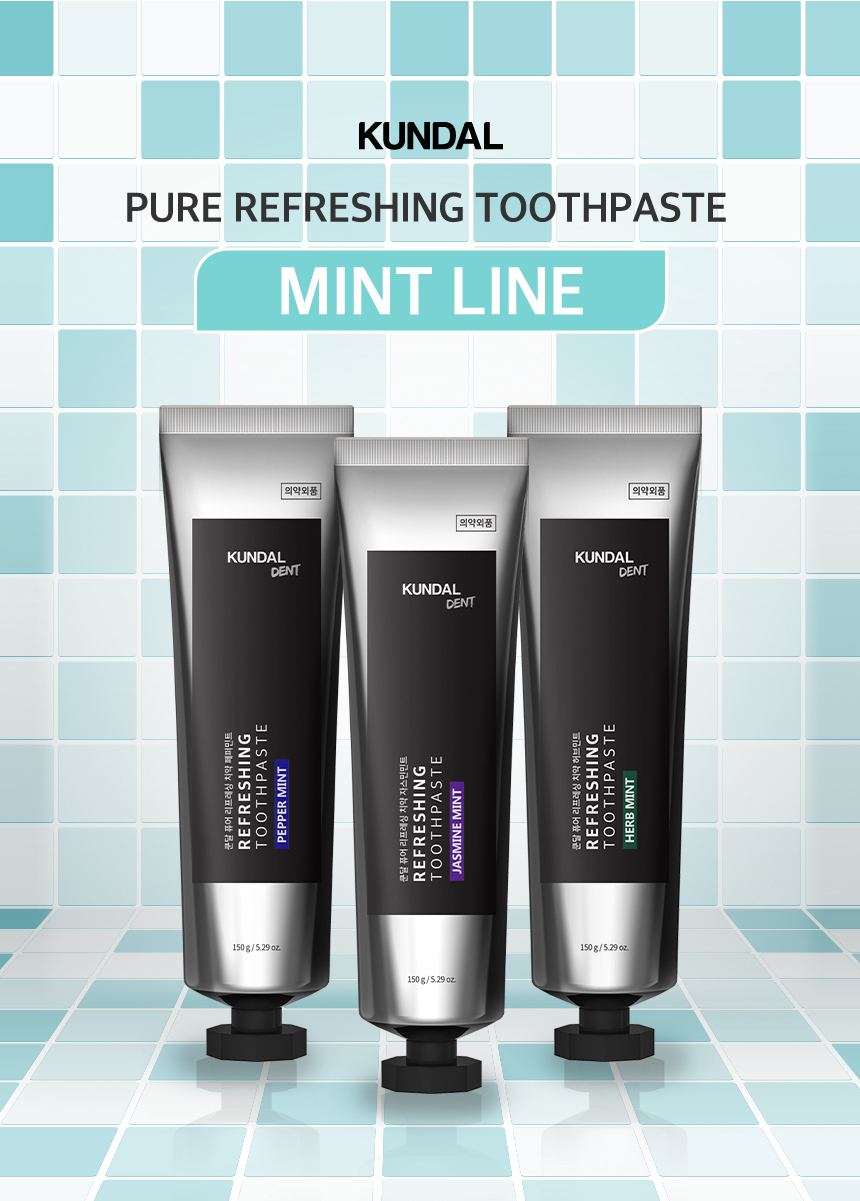 KUNDAL
PURE REFRESHING TOOTHPASTE
MINT LINE
의약외품
KUNDAL
DENT
쿤달 퓨어 리프레싱 치약 페퍼민트
REFRESHING
TOOTHPASTE
PEPPER MINT
150 g / 5.29 oz.
의약외품
KUNDAL
DENT
쿤달 퓨어 리프레싱 치약 자스민민트
REFRESHING
TOOTHPASTE
JASMINE MINT
150 g / 5.29 oz.
의약외품
KUNDAL
DENT
쿤달 퓨어 리프레싱 치약 허브민트
REFRESHING
TOOTHPASTE
HERB MINT
150 g / 5.29 oz.